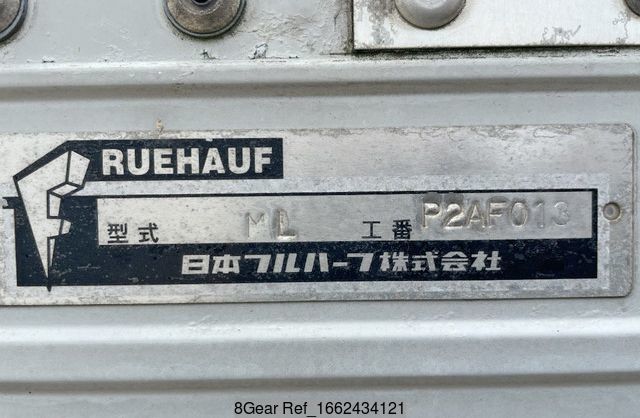 FRUEHAUF
型式 ML 工番 P2AF013
日本フルハーフ株式会社
8Gear Ref_1662434121